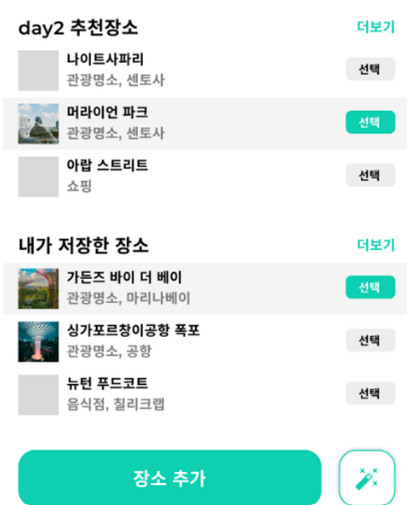 day2 추천장소
더보기
나이트사파리
관광명소, 센토사
선택
머라이언 파크
관광명소, 센토사
선택
아랍 스트리트
쇼핑
선택
내가 저장한 장소
더보기
가든즈 바이 더 베이
관광명소, 마리나베이
선택
싱가포르창이공항 폭포
관광명소, 공항
선택
뉴턴 푸드코트
음식점, 칠리크랩
선택
장소 추가